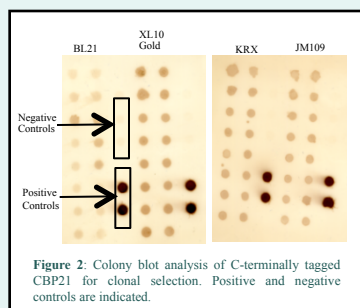 BL21
XL10
Gold
KRX
JM109
Negative
Controls
Positive
Controls
Figure 2: Colony blot analysis of C-terminally tagged
CBP21 for clonal selection. Positive and negative
controls are indicated.